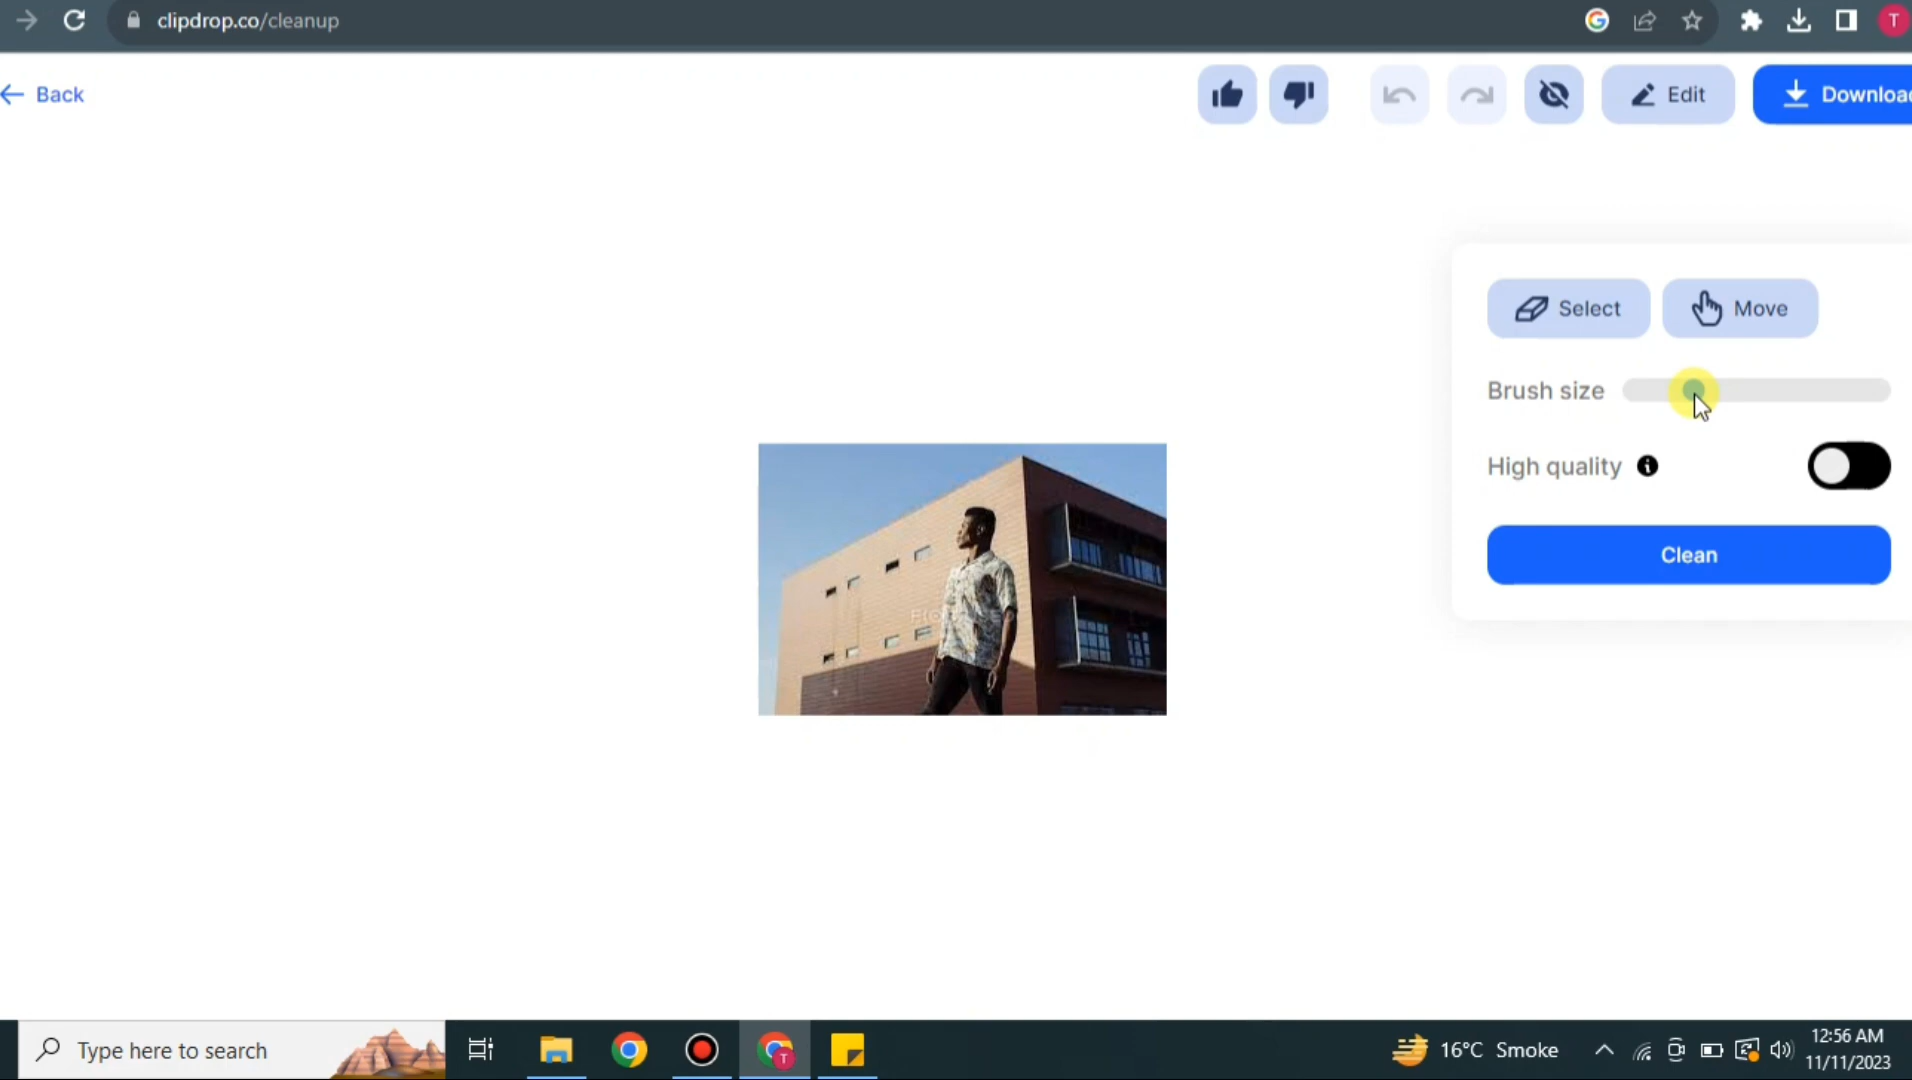 clipdrop.co/cleanup
T
Back
Edit
Downloa
Select
Move
Brush size
High quality
Clean
Type here to search
T
16°C Smoke
12:56 AM
11/11/2023